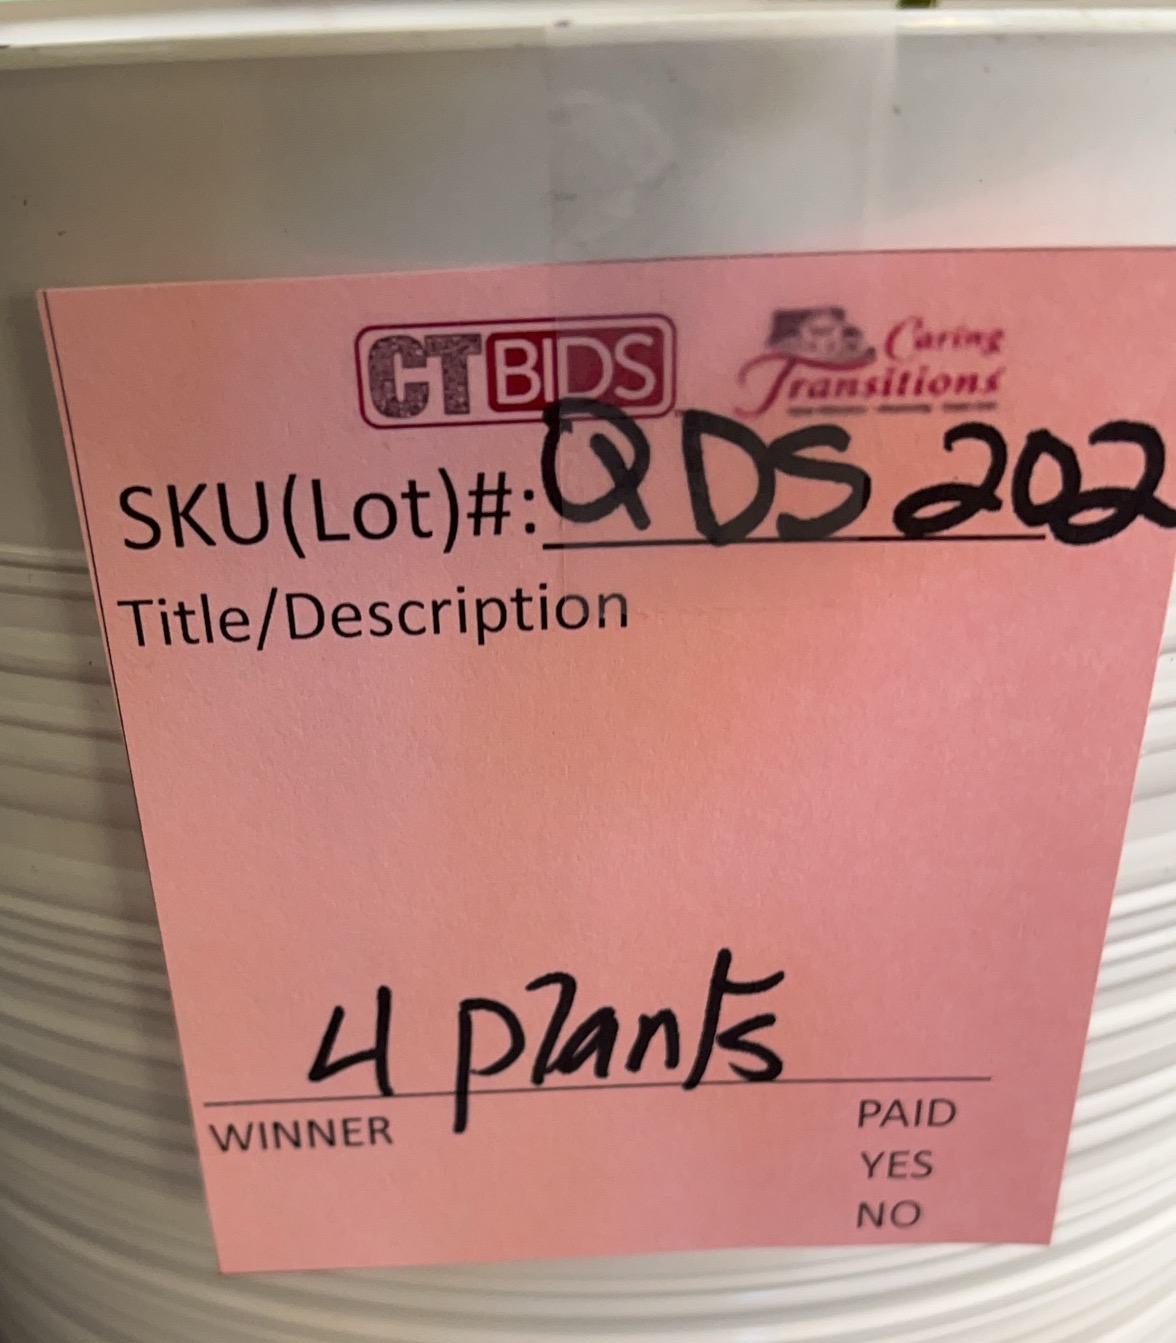 CTBIDS Caring
Transitions
SKU(Lot)#: QDS 202
Title/Description
4 plants
WINNER PAID
YES
NO